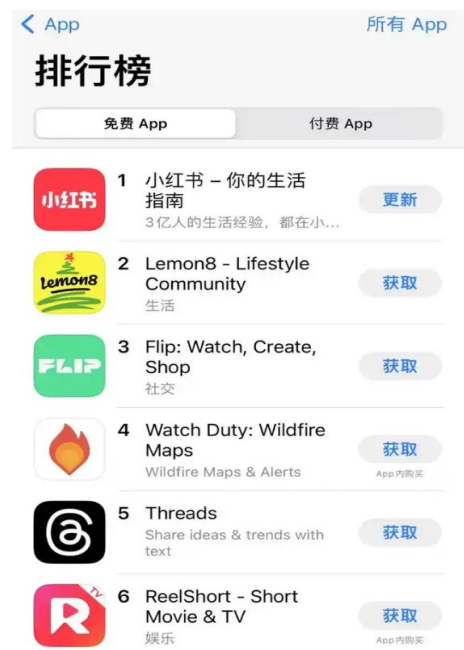 App
所有 App
排行榜
免费 App
付费 App
小红书
1
小红书 – 你的生活
指南
3亿人的生活经验，都在小...
更新
Lemon8
2
Lemon8 - Lifestyle
Community
生活
获取
FLIP
3
Flip: Watch, Create,
Shop
社交
获取
4
Watch Duty: Wildfire
Maps
Wildfire Maps & Alerts
获取
App内购买
5
Threads
Share ideas & trends with
text
获取
R
TV
6
ReelShort - Short
Movie & TV
娱乐
获取
App内购买